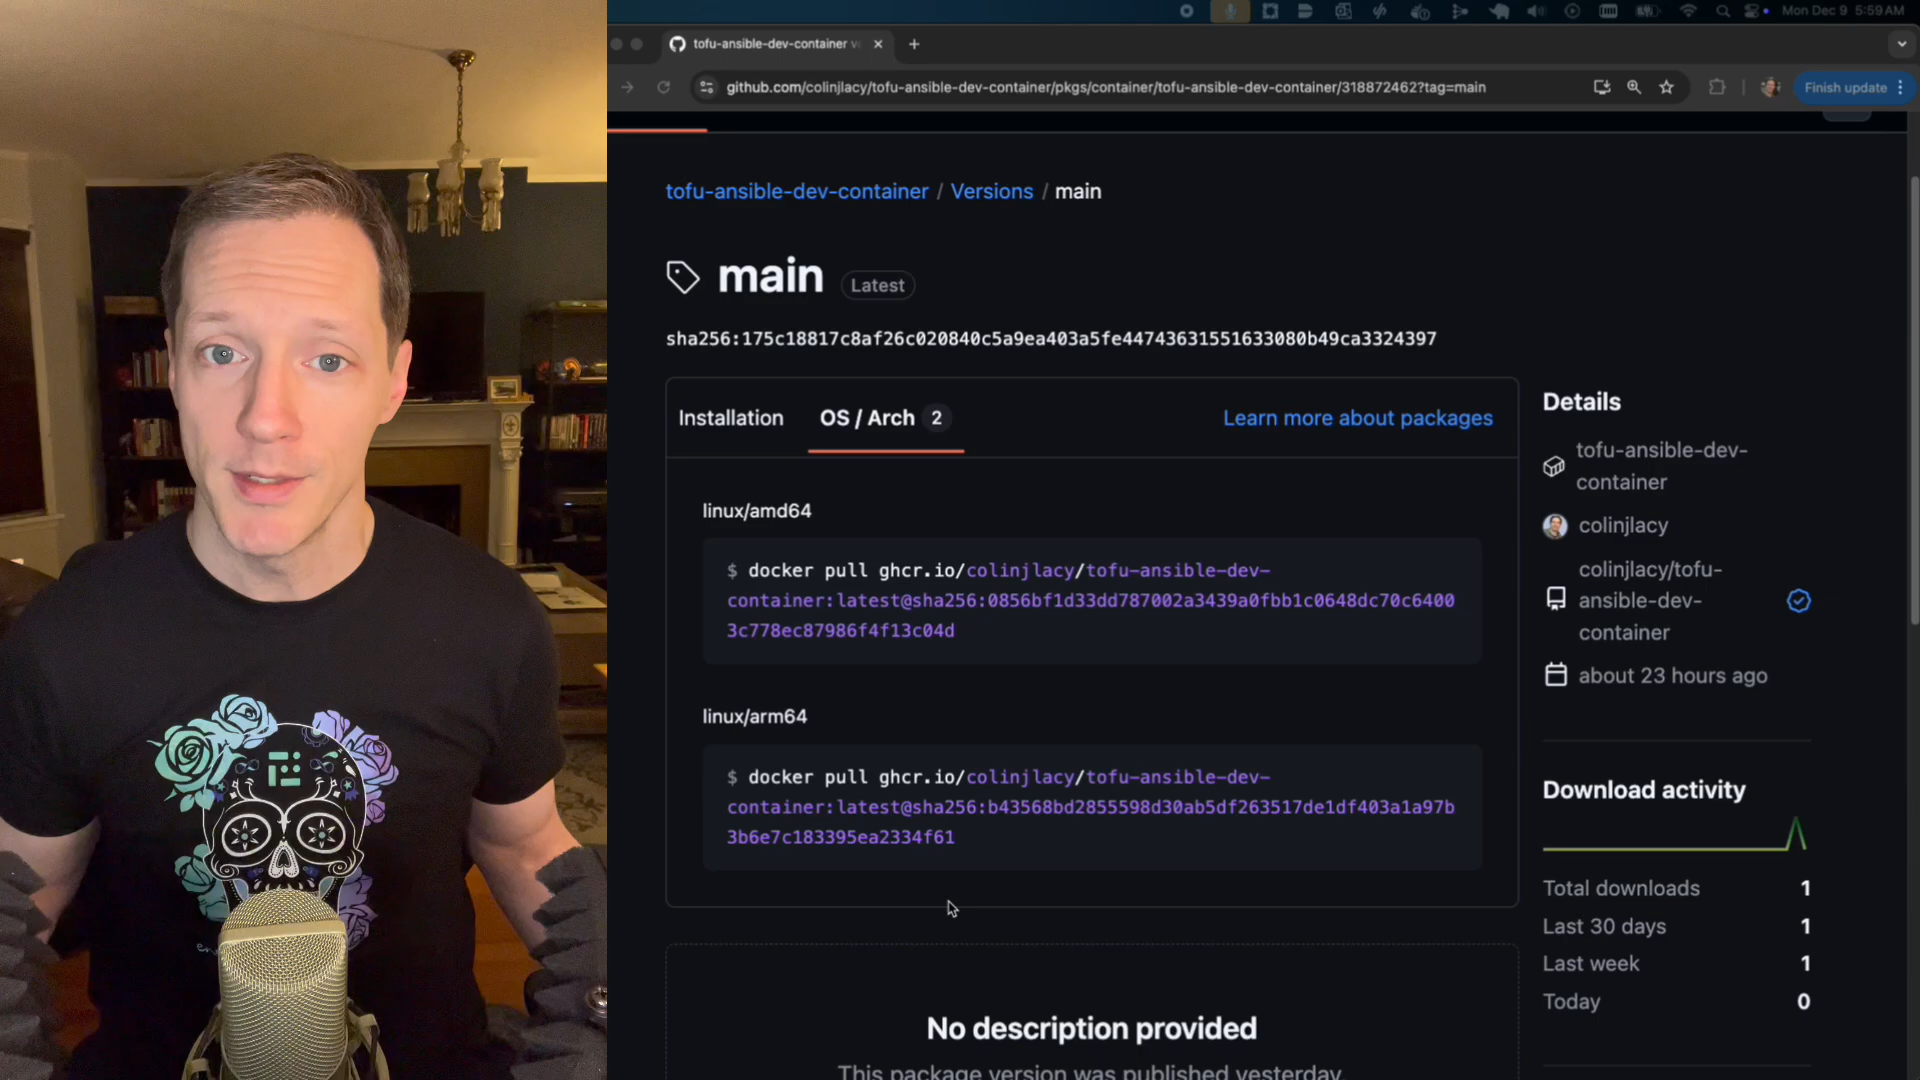 Mon Dec 9 5:59 AM
tofu-ansible-dev-container v
github.com/colinjlacy/tofu-ansible-dev-container/pkgs/container/tofu-ansible-dev-container/318872462?tag=main
Finish update
tofu-ansible-dev-container / Versions / main
main Latest
sha256:175c18817c8af26c020840c5a9ea403a5fe44743631551633080b49ca3324397
Installation OS / Arch 2 Learn more about packages
linux/amd64
$ docker pull ghcr.io/colinjlacy/tofu-ansible-dev-
container:latest@sha256:0856bf1d33dd787002a3439a0fbb1c0648dc70c6400
3c778ec87986f4f13c04d
linux/arm64
$ docker pull ghcr.io/colinjlacy/tofu-ansible-dev-
container:latest@sha256:b43568bd2855598d30ab5df263517de1df403a1a97b
3b6e7c183395ea2334f61
No description provided
This package version was published yesterday.
Details
tofu-ansible-dev-
container
colinjlacy
colinjlacy/tofu-
ansible-dev-
container
about 23 hours ago
Download activity
Total downloads 1
Last 30 days 1
Last week 1
Today 0